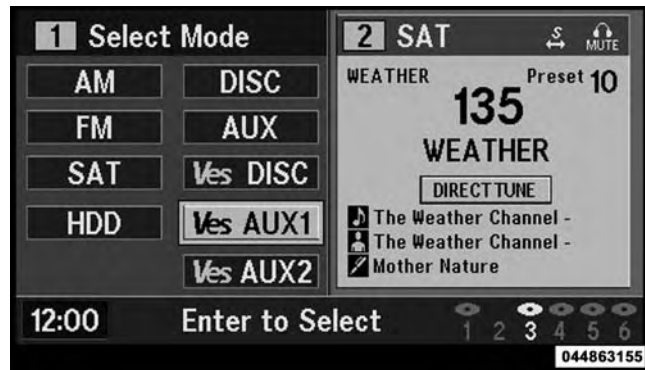 1 Select Mode
AM DISC
FM AUX
SAT Ves DISC
HDD Ves AUX1
Ves AUX2
2 SAT S MUTE
WEATHER Preset 10
135
WEATHER
DIRECT TUNE
The Weather Channel -
The Weather Channel -
Mother Nature
12:00 Enter to Select 1 2 3 4 5 6
044863155